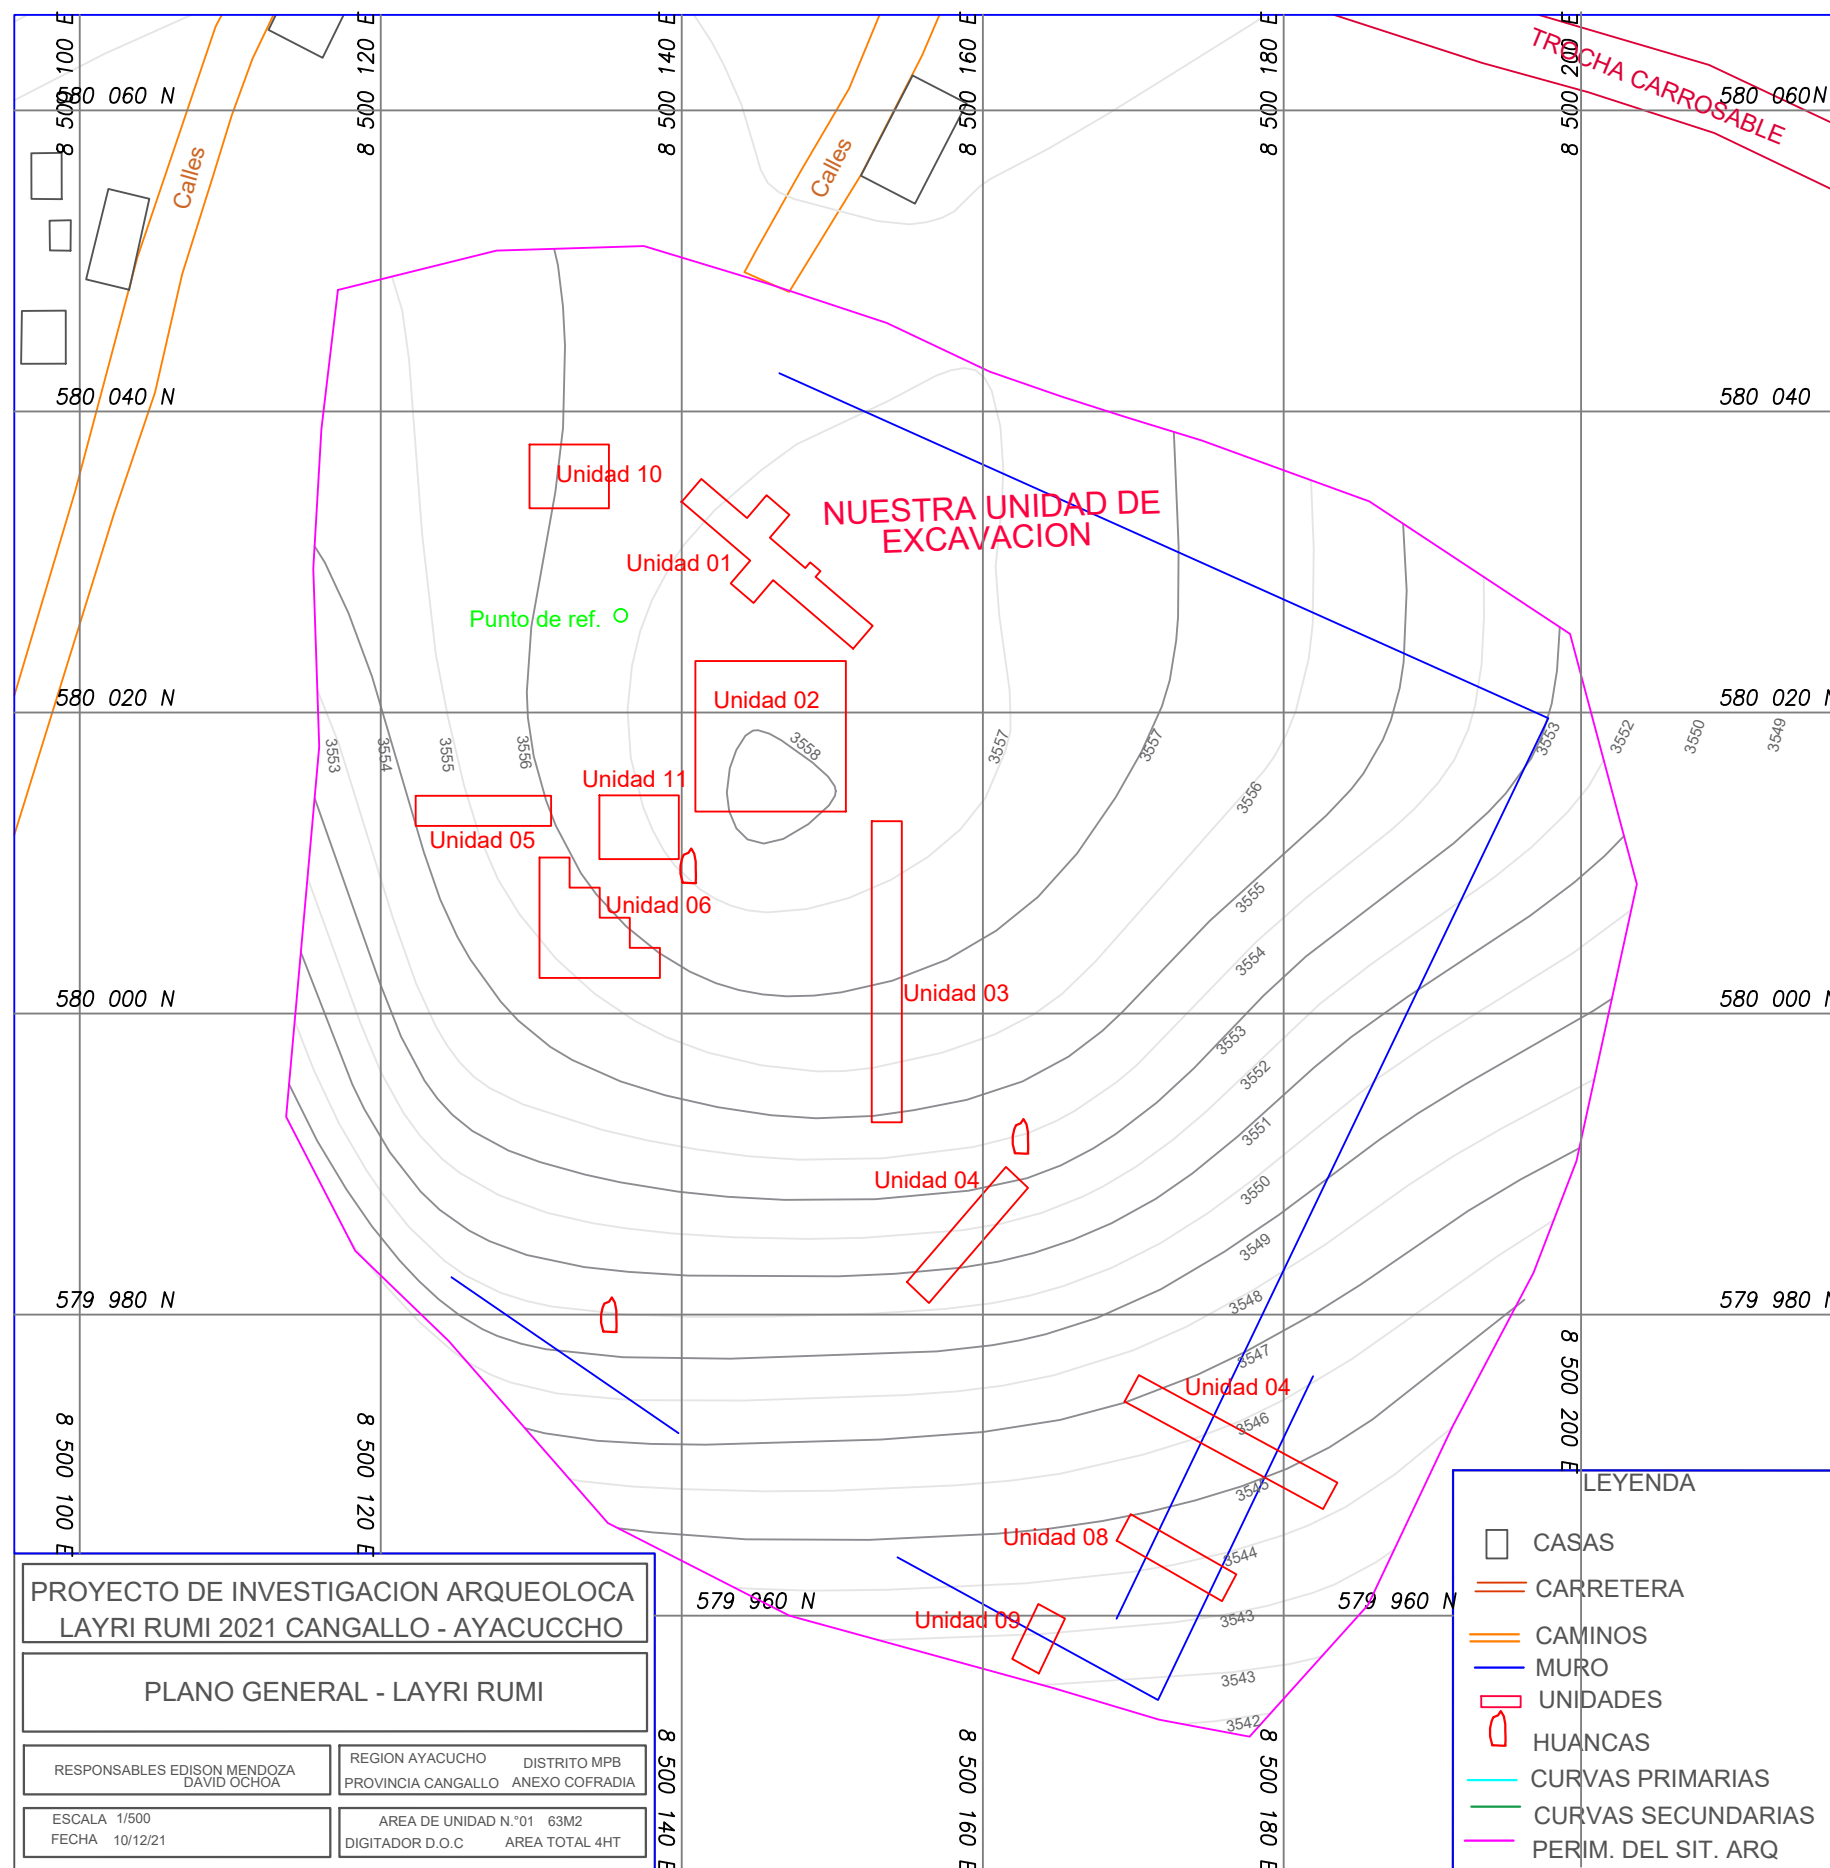 8 500 100 E
8 500 120 E
8 500 140 E
8 500 160 E
8 500 180 E
8 500 200 E
TROCHA CARROSABLE
580 060 N
580 060N
Calles
Calles
580 040 N
580 040
Unidad 10
NUESTRA UNIDAD DE
EXCAVACION
Unidad 01
Punto de ref.
580 020 N
Unidad 02
580 020 N
3553
3554
3555
3556
3558
3557
3557
3553
3552
3550
3549
Unidad 11
3556
Unidad 05
Unidad 06
3555
3554
580 000 N
Unidad 03
580 000 N
3553
3552
3551
Unidad 04
3550
3549
579 980 N
3548
579 980 N
3547
Unidad 04
3546
3545
8 500 100 E
8 500 120 E
8 500 200 E
Unidad 08
3544
579 960 N
579 960 N
Unidad 09
3543
3543
3542
8 500 140 E
8 500 160 E
8 500 180 E
PROYECTO DE INVESTIGACION ARQUEOLOCA
LAYRI RUMI 2021 CANGALLO - AYACUCCHO
PLANO GENERAL - LAYRI RUMI
RESPONSABLES EDISON MENDOZA
DAVID OCHOA
REGION AYACUCHO DISTRITO MPB
PROVINCIA CANGALLO ANEXO COFRADIA
ESCALA 1/500
FECHA 10/12/21
AREA DE UNIDAD N.°01 63M2
DIGITADOR D.O.C AREA TOTAL 4HT
LEYENDA
CASAS
CARRETERA
CAMINOS
MURO
UNIDADES
HUANCAS
CURVAS PRIMARIAS
CURVAS SECUNDARIAS
PERIM. DEL SIT. ARQ